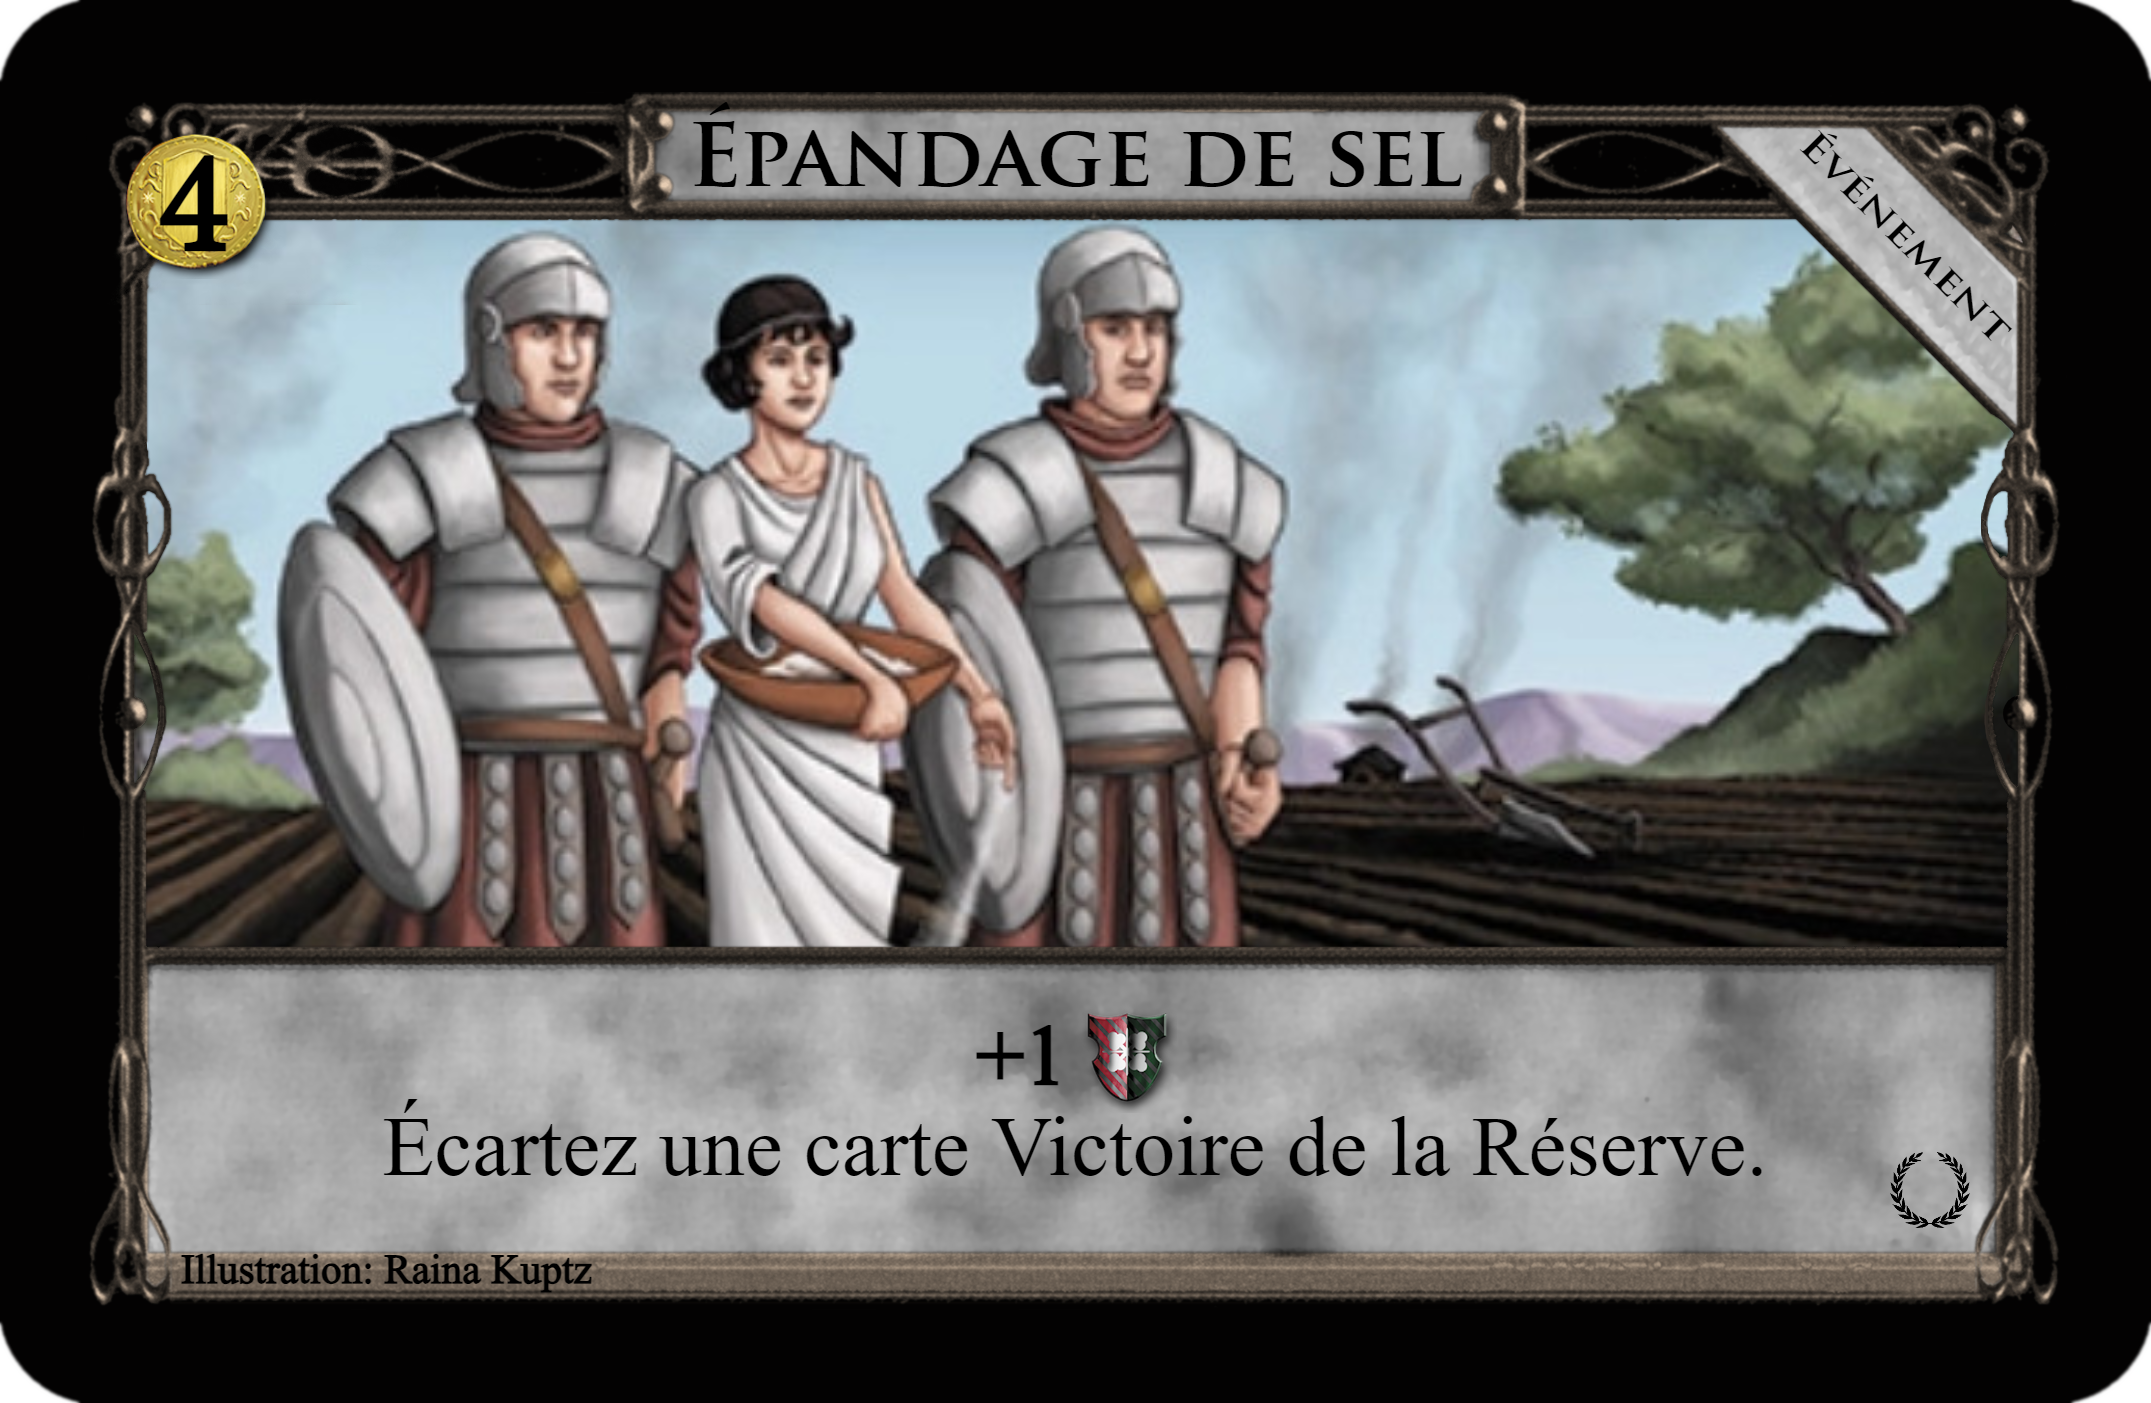 ÉPANDAGE DE SEL
4
ÉVÉNEMENT
+1
Écartez une carte Victoire de la Réserve.
Illustration: Raina Kuptz